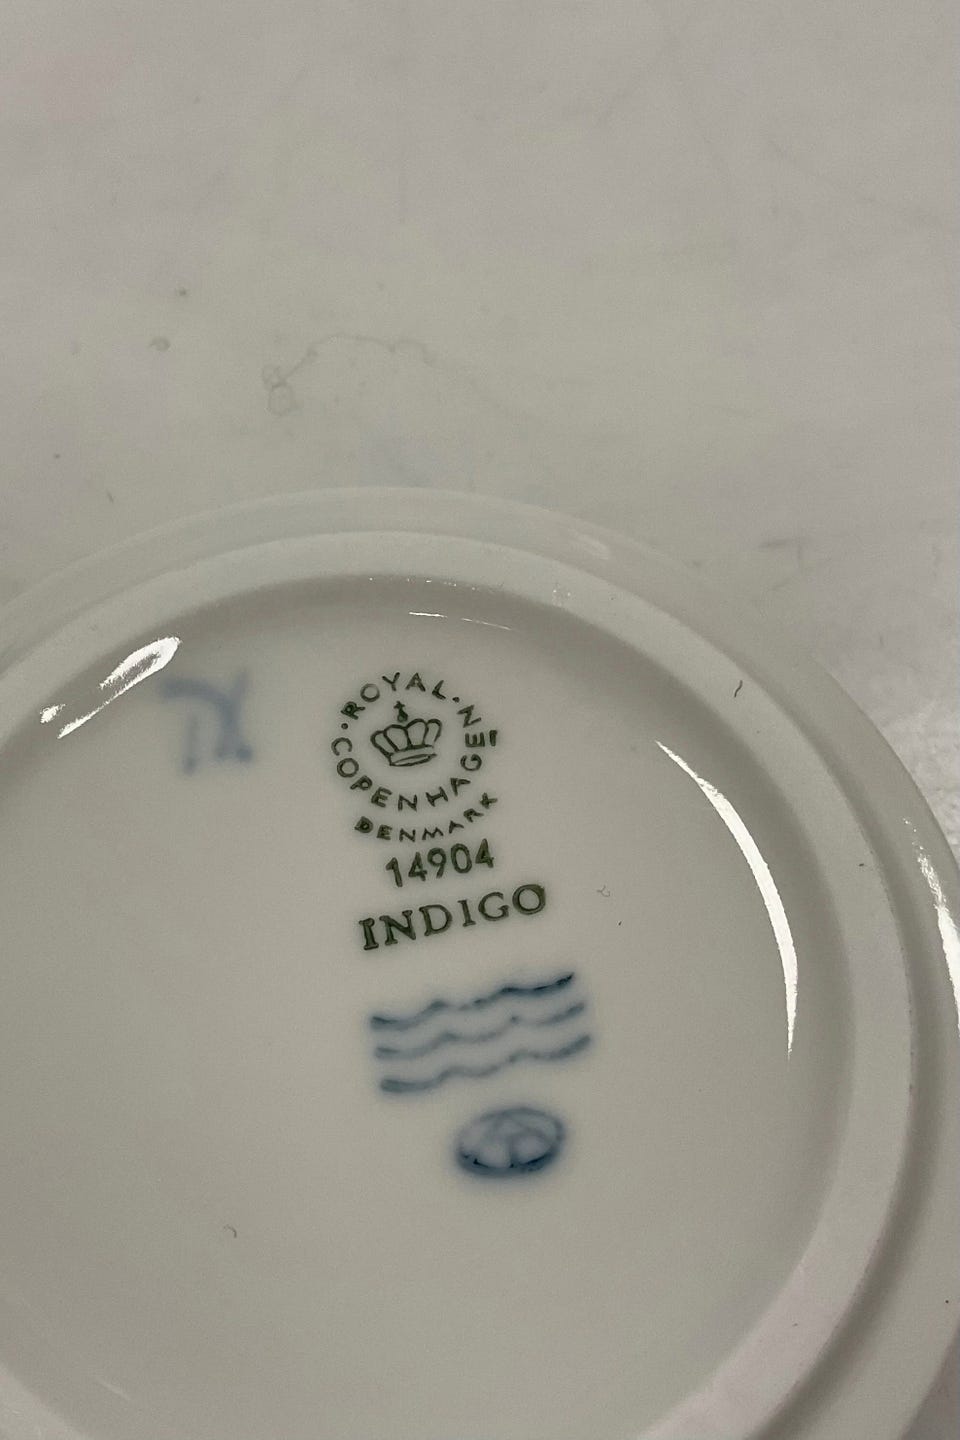 ROYAL · COPENHAGEN ·
DENMARK
14904
INDIGO